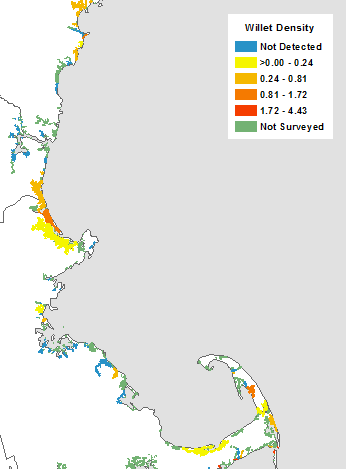 Willet Density
Not Detected
>0.00 - 0.24
0.24 - 0.81
0.81 - 1.72
1.72 - 4.43
Not Surveyed